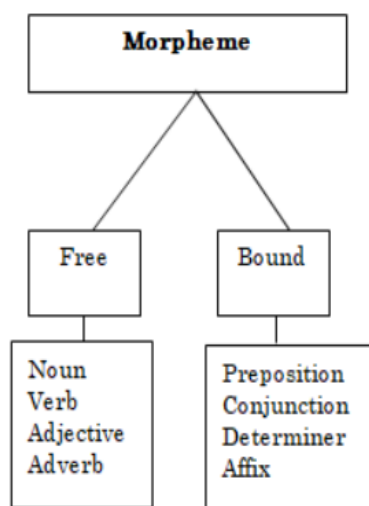 Morpheme
Free
Bound
Noun
Verb
Adjective
Adverb
Preposition
Conjunction
Determiner
Affix